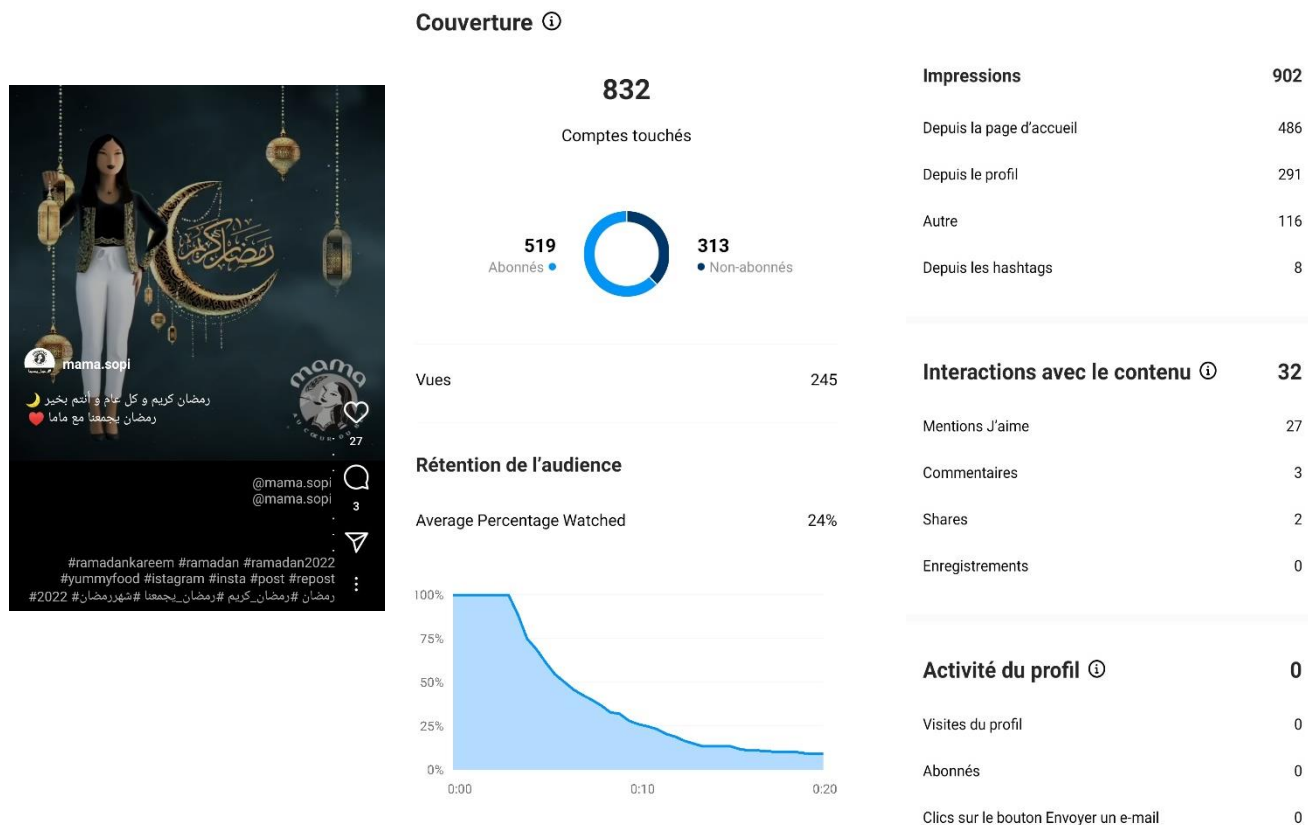 رمضان كريم
mama.sopi
رمضان كريم و كل عام و أنتم بخير 🌙
رمضان يجمعنا مع ماما ❤️
mama
27
@mama.sopi
@mama.sopi
3
#ramadankareem #ramadan #ramadan2022
#yummyfood #istagram #insta #post #repost
رمضان #رمضان_كريم #رمضان_يجمعنا #شهررمضان #2022#
Couverture
832
Comptes touchés
519
Abonnés
313
Non-abonnés
Vues 245
Rétention de l'audience
Average Percentage Watched 24%
100%
75%
50%
25%
0%
0:00 0:10 0:20
Impressions 902
Depuis la page d'accueil 486
Depuis le profil 291
Autre 116
Depuis les hashtags 8
Interactions avec le contenu 32
Mentions J'aime 27
Commentaires 3
Shares 2
Enregistrements 0
Activité du profil 0
Visites du profil 0
Abonnés 0
Clics sur le bouton Envoyer un e-mail 0